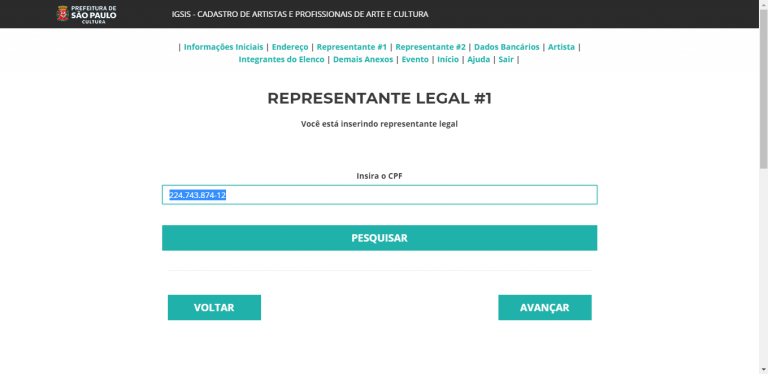 PREFEITURA DE
SÃO PAULO
CULTURA
IGSIS - CADASTRO DE ARTISTAS E PROFISSIONAIS DE ARTE E CULTURA
| Informações Iniciais | Endereço | Representante #1 | Representante #2 | Dados Bancários | Artista |
Integrantes do Elenco | Demais Anexos | Evento | Início | Ajuda | Sair |
REPRESENTANTE LEGAL #1
Você está inserindo representante legal
Insira o CPF
224.743.874-12
PESQUISAR
VOLTAR
AVANÇAR